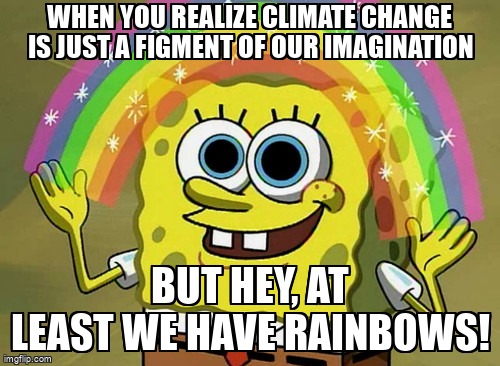 WHEN YOU REALIZE CLIMATE CHANGE
IS JUST A FIGMENT OF OUR IMAGINATION
BUT HEY, AT
LEAST WE HAVE RAINBOWS!
imgflip.com